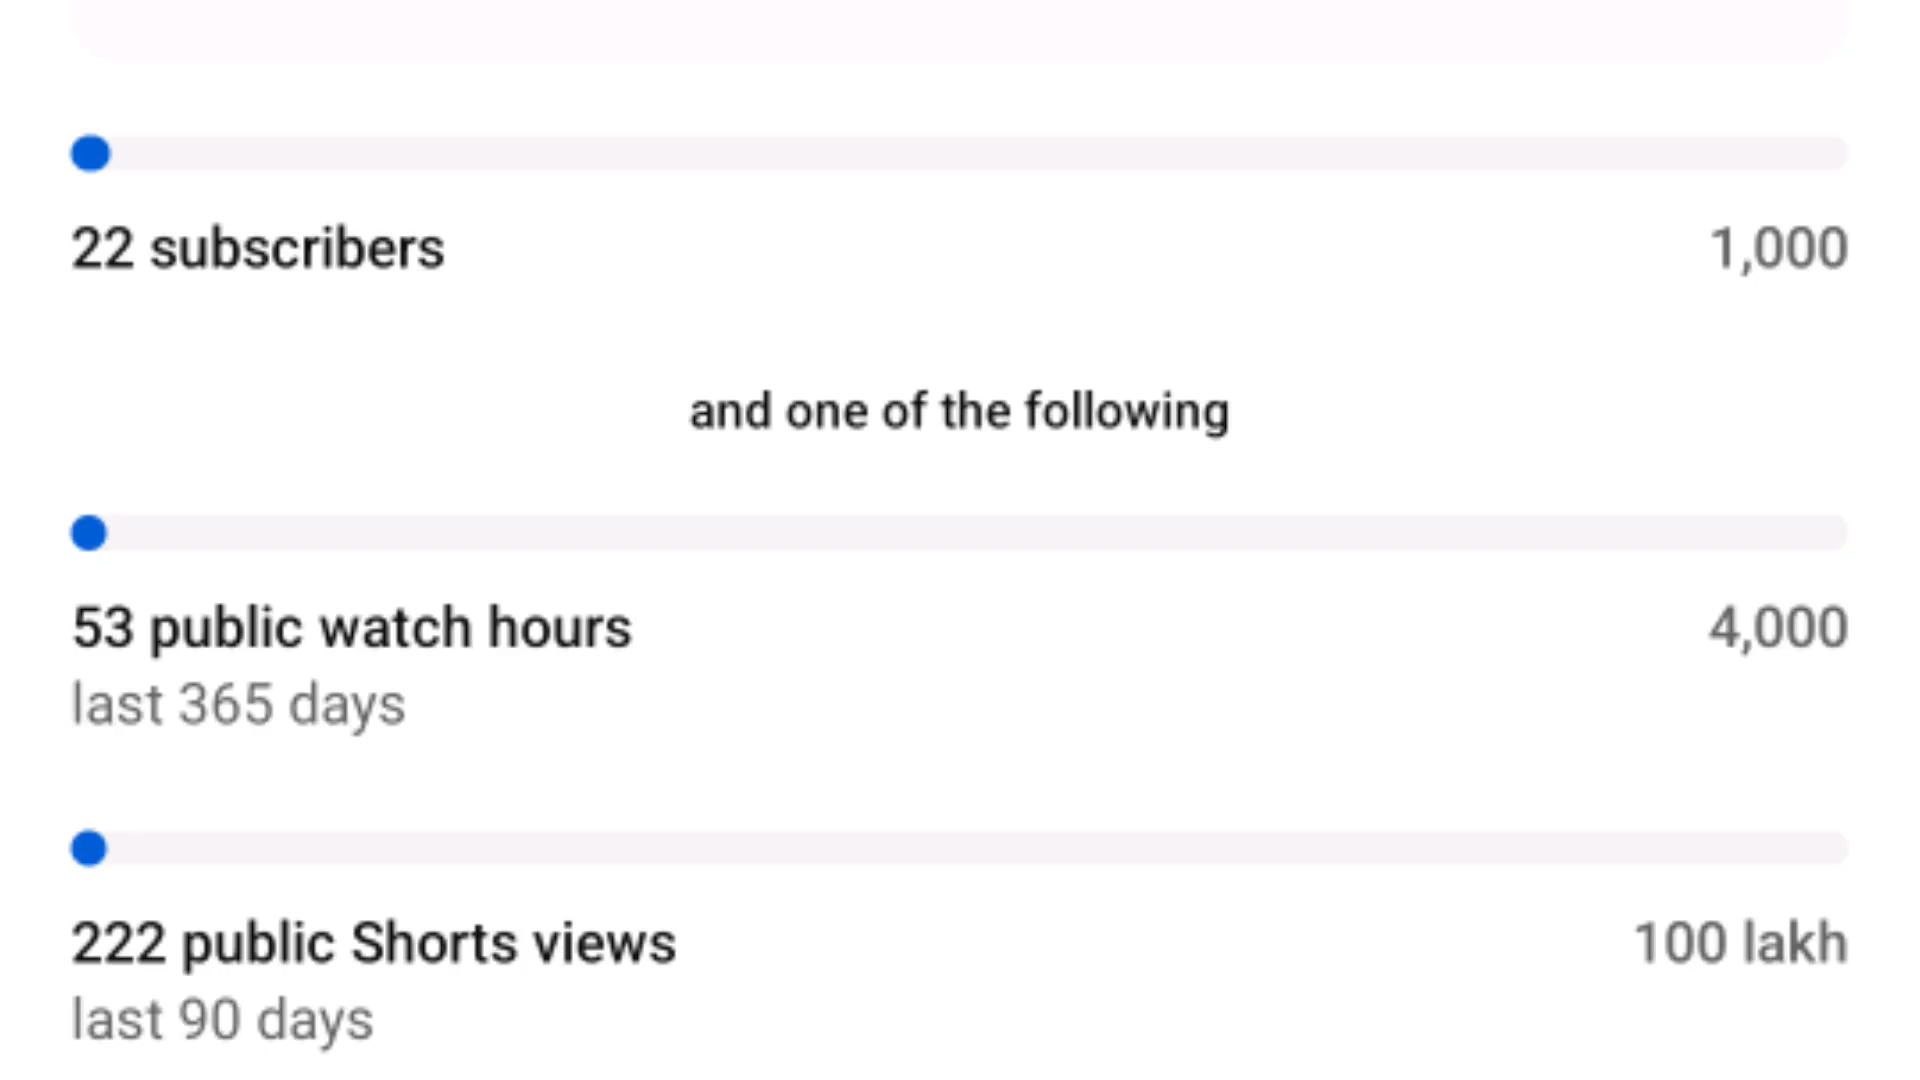 22 subscribers 1,000
and one of the following
53 public watch hours 4,000
last 365 days
222 public Shorts views 100 lakh
last 90 days